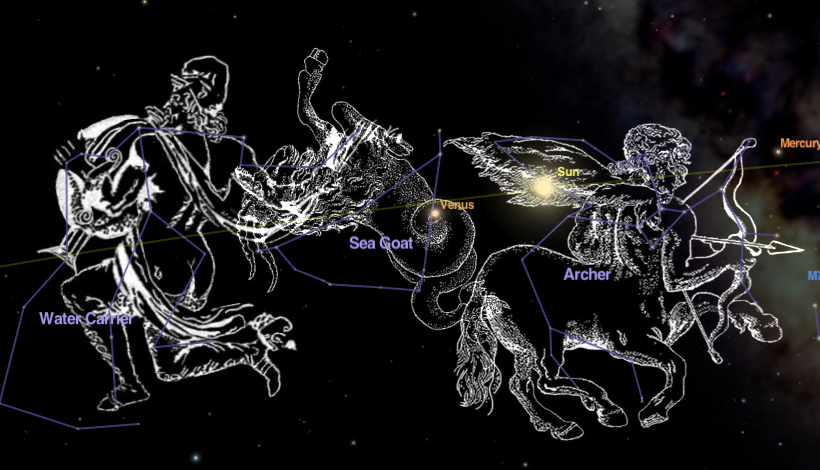 Mercury
Sun
Venus
Sea Goat
Archer
Water Carrier